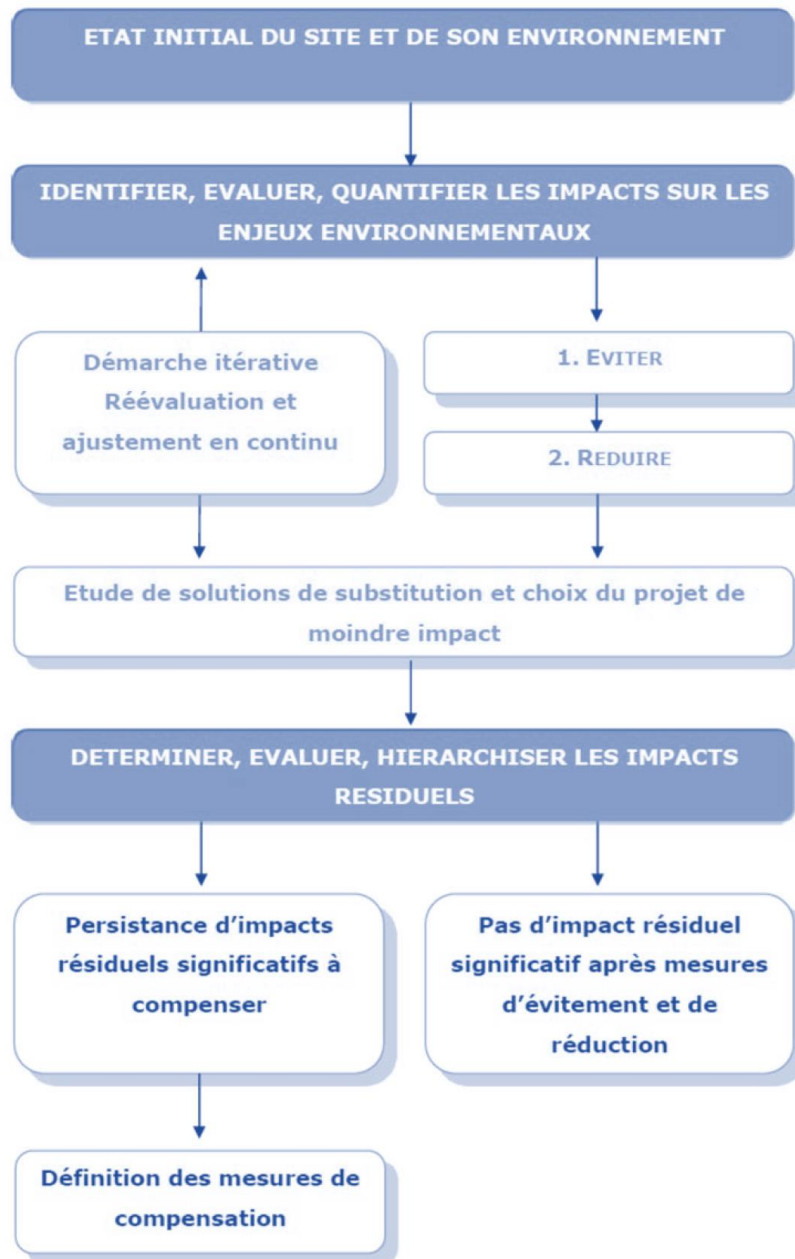 ETAT INITIAL DU SITE ET DE SON ENVIRONNEMENT
IDENTIFIER, EVALUER, QUANTIFIER LES IMPACTS SUR LES
ENJEUX ENVIRONNEMENTAUX
Démarche itérative
Réévaluation et
ajustement en continu
1. EVITER
2. REDUIRE
Etude de solutions de substitution et choix du projet de
moindre impact
DETERMINER, EVALUER, HIERARCHISER LES IMPACTS
RESIDUELS
Persistance d’impacts
résiduels significatifs à
compenser
Pas d’impact résiduel
significatif après mesures
d’évitement et de
réduction
Définition des mesures de
compensation